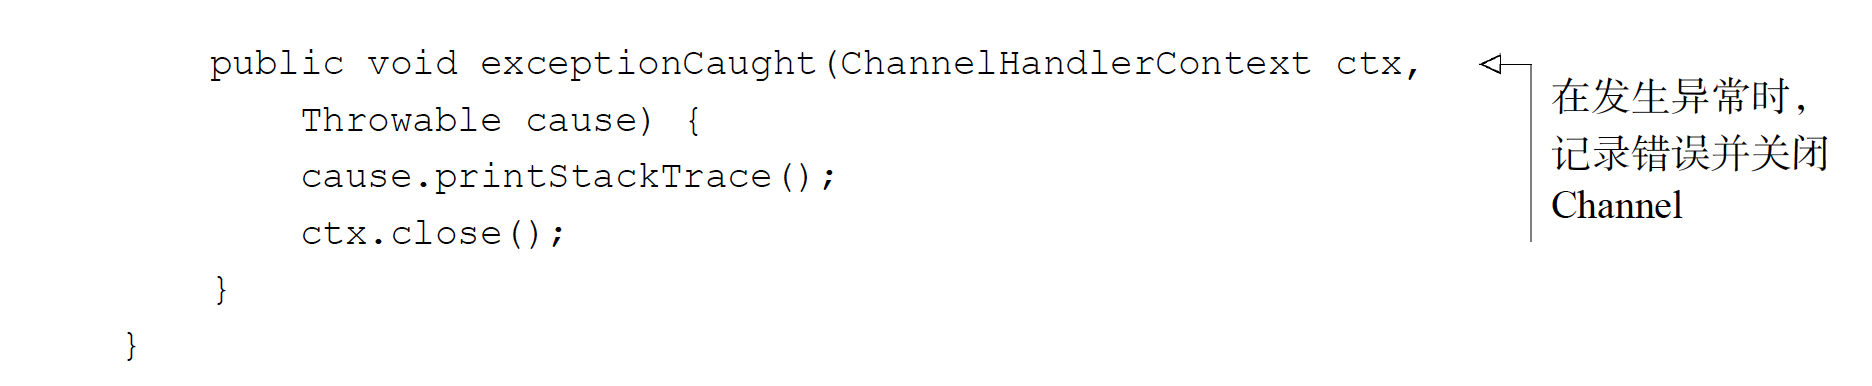 public void exceptionCaught(ChannelHandlerContext ctx,
Throwable cause) {
cause.printStackTrace();
ctx.close();
}
}
在发生异常时，
记录错误并关闭
Channel